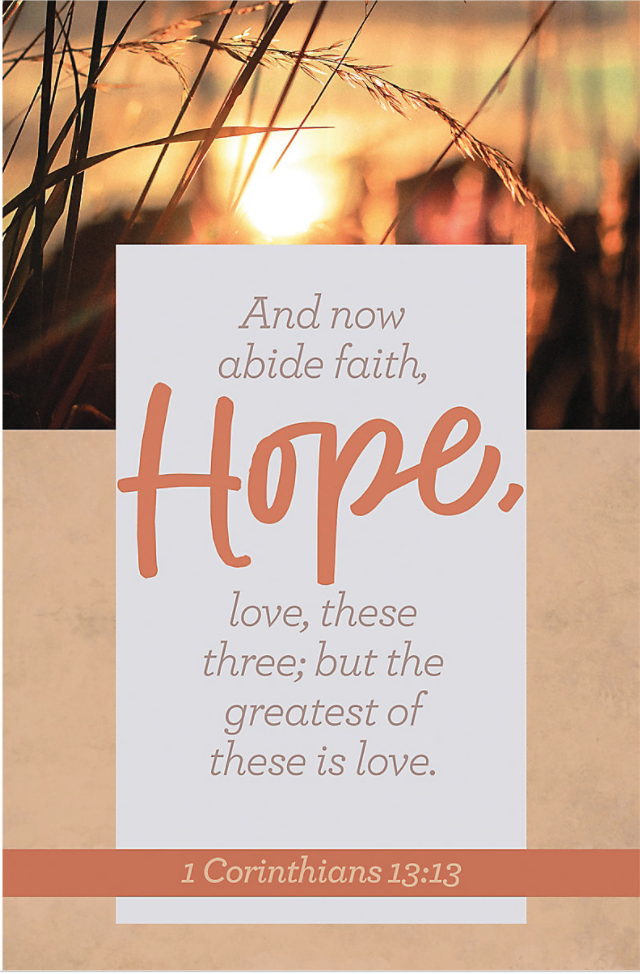 And now
abide faith,
Hope,
love, these
three; but the
greatest of
these is love.
1 Corinthians 13:13